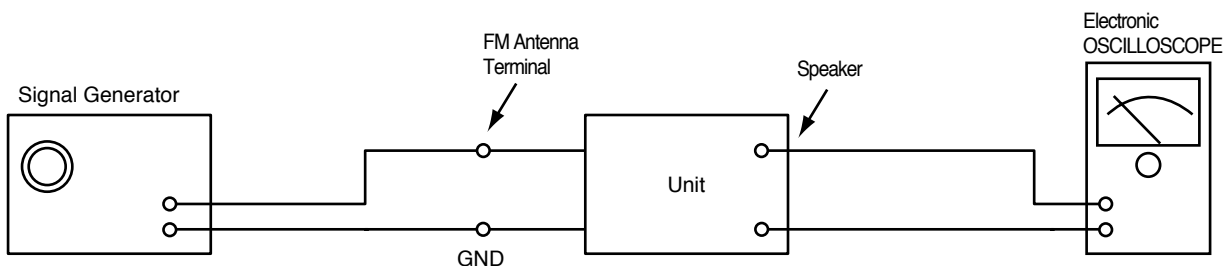 Electronic
OSCILLOSCOPE
FM Antenna
Terminal
Speaker
Signal Generator
Unit
GND